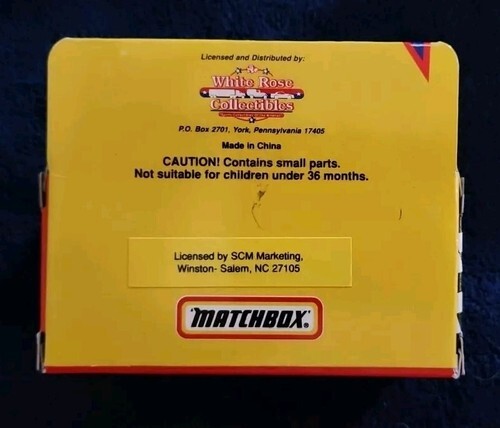 Licensed and Distributed by:
White Rose
Collectibles
P.O. Box 2701, York, Pennsylvania 17405
Made in China
CAUTION! Contains small parts.
Not suitable for children under 36 months.
Licensed by SCM Marketing,
Winston- Salem, NC 27105
MATCHBOX®